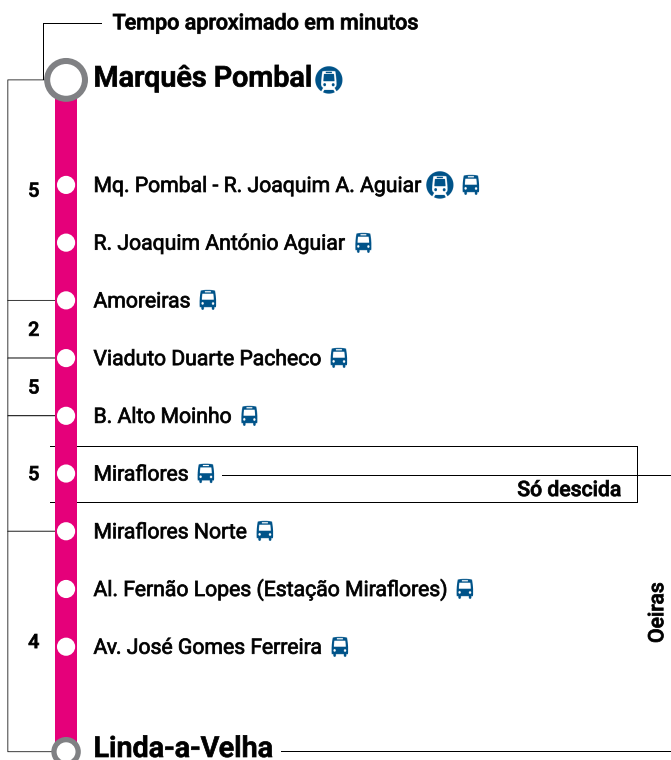 Tempo aproximado em minutos
Marquês Pombal
5
Mq. Pombal - R. Joaquim A. Aguiar
R. Joaquim António Aguiar
Amoreiras
2
Viaduto Duarte Pacheco
5
B. Alto Moinho
5
Miraflores
Só descida
Miraflores Norte
Al. Fernão Lopes (Estação Miraflores)
Oeiras
4
Av. José Gomes Ferreira
Linda-a-Velha